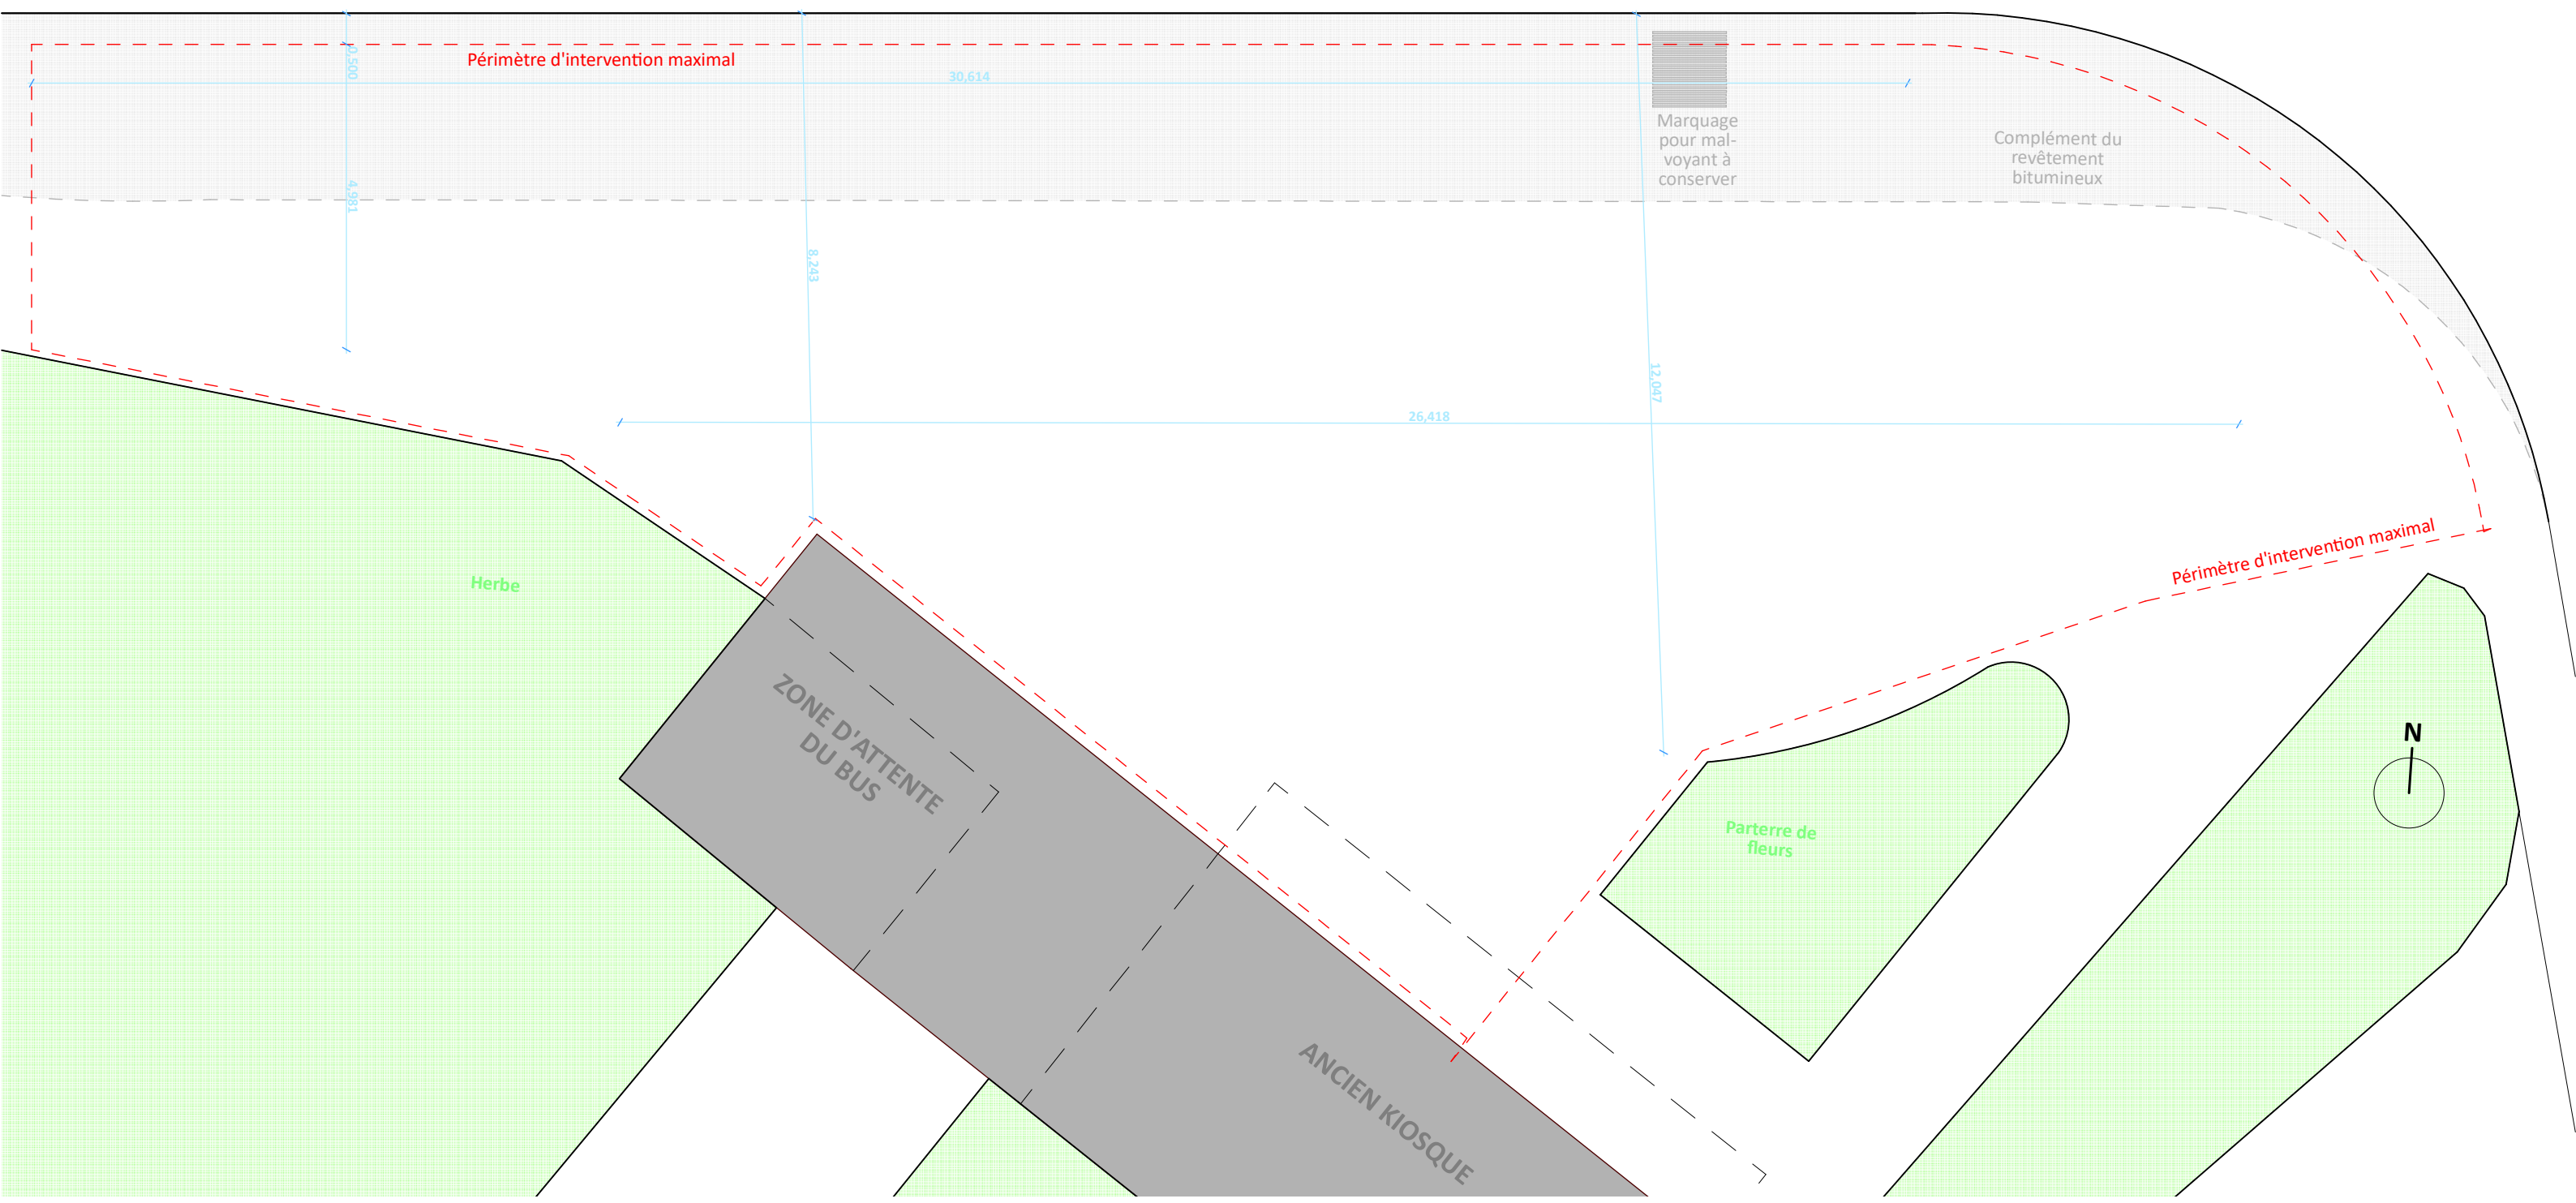 Périmètre d'intervention maximal
0,500
30,614
Marquage
pour mal-
voyant à
conserver
Complément du
revêtement
bitumineux
4,981
8,243
12,047
26,418
Périmètre d'intervention maximal
Herbe
ZONE D'ATTENTE
DU BUS
N
Parterre de
fleurs
ANCIEN KIOSQUE